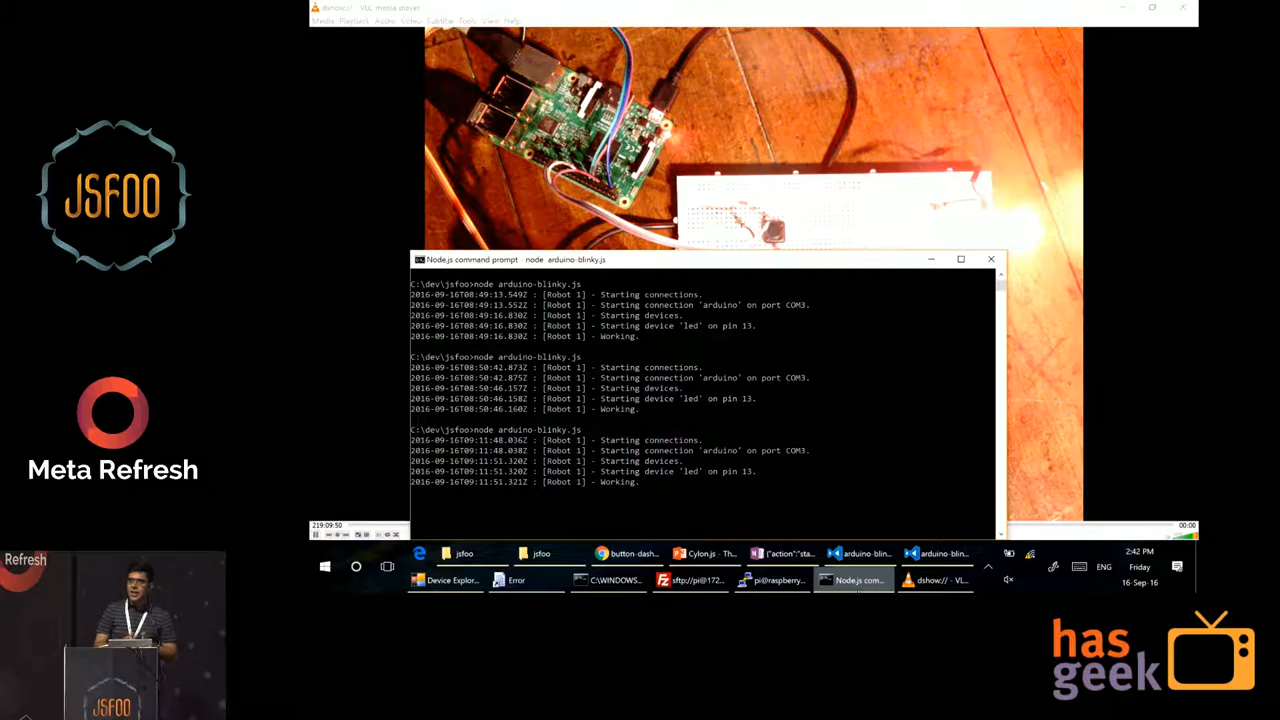 dshow:// VLC media player
Media Playback Audio Video Subtitle Tools View Help
JSFOO
Meta Refresh
Node.js command prompt - node arduino-blinky.js
C:\dev\jsfoo>node arduino-blinky.js
2016-09-16T08:49:13.549Z : [Robot 1] - Starting connections.
2016-09-16T08:49:13.552Z : [Robot 1] - Starting connection 'arduino' on port COM3.
2016-09-16T08:49:16.830Z : [Robot 1] - Starting devices.
2016-09-16T08:49:16.830Z : [Robot 1] - Starting device 'led' on pin 13.
2016-09-16T08:49:16.830Z : [Robot 1] - Working.
C:\dev\jsfoo>node arduino-blinky.js
2016-09-16T08:50:42.873Z : [Robot 1] - Starting connections.
2016-09-16T08:50:42.875Z : [Robot 1] - Starting connection 'arduino' on port COM3.
2016-09-16T08:50:46.157Z : [Robot 1] - Starting devices.
2016-09-16T08:50:46.158Z : [Robot 1] - Starting device 'led' on pin 13.
2016-09-16T08:50:46.160Z : [Robot 1] - Working.
C:\dev\jsfoo>node arduino-blinky.js
2016-09-16T09:11:48.036Z : [Robot 1] - Starting connections.
2016-09-16T09:11:48.038Z : [Robot 1] - Starting connection 'arduino' on port COM3.
2016-09-16T09:11:51.320Z : [Robot 1] - Starting devices.
2016-09-16T09:11:51.320Z : [Robot 1] - Starting device 'led' on pin 13.
2016-09-16T09:11:51.321Z : [Robot 1] - Working.
219:09:50
00:00
jsfoo
jsfoo
button-dash...
Cylon.js - Th...
{"action":"sta...
arduino-blin...
arduino-blin...
Device Explor...
Error
C:\WINDOWS...
sftp://pi@172...
pi@raspberry...
Node.js com...
dshow:// - VL...
ENG
2:42 PM
Friday
16-Sep-16
Refresh
JSFOO
has
geek